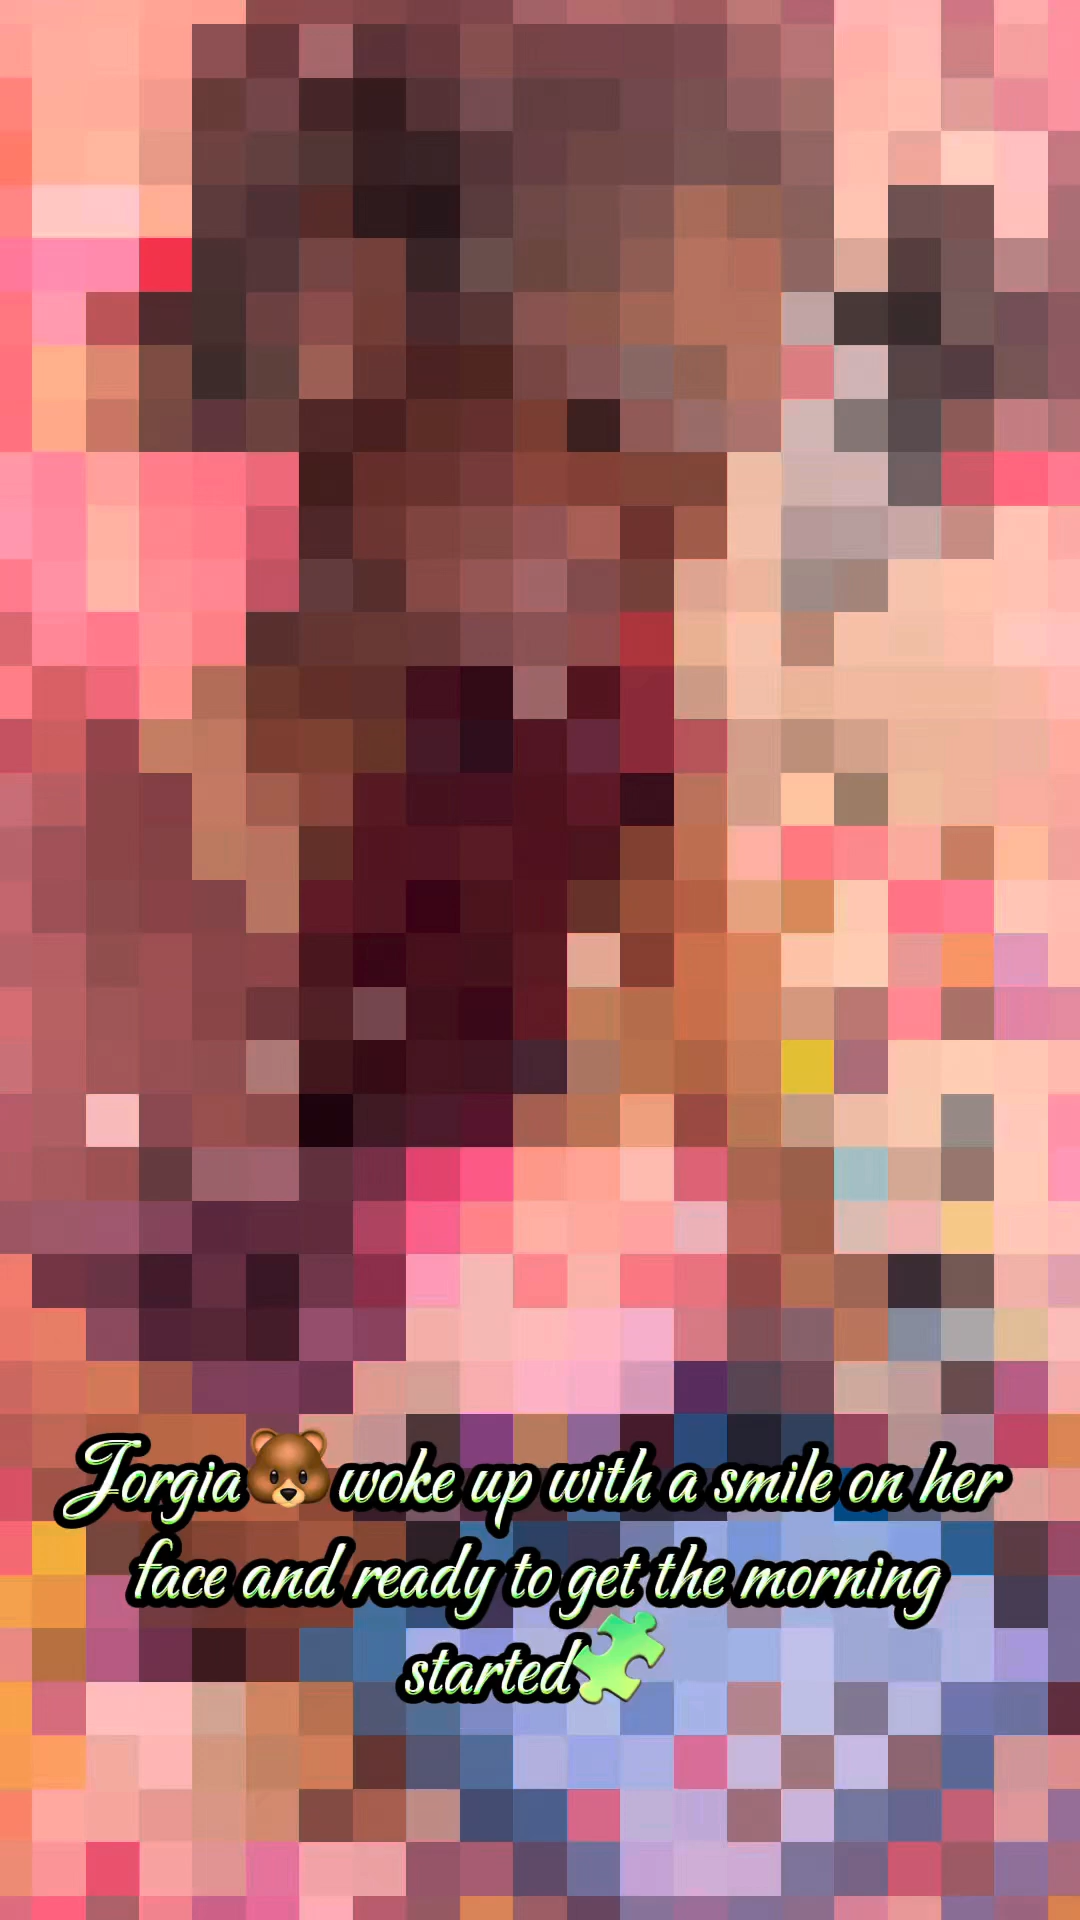 Jorgia🐻woke up with a smile on her
face and ready to get the morning
started🧩